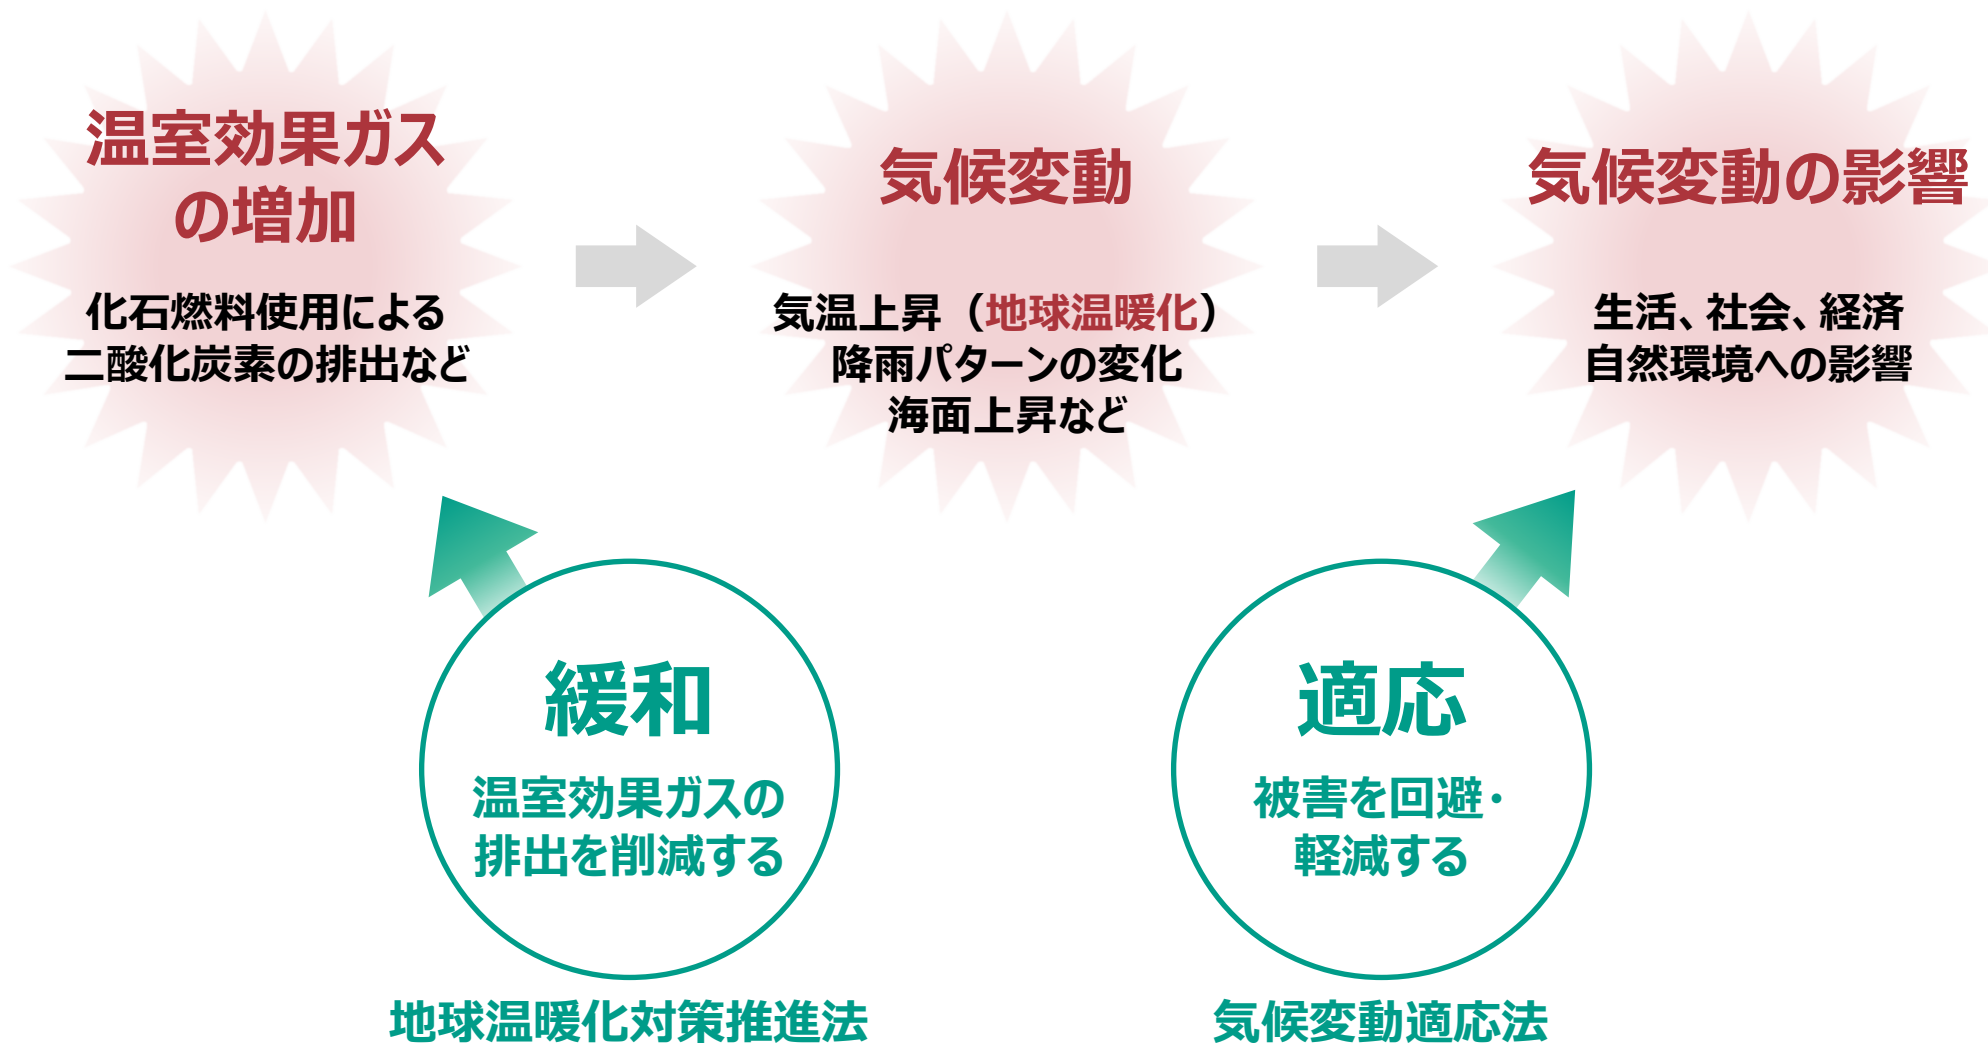 温室効果ガス
の増加
化石燃料使用による
二酸化炭素の排出など
気候変動
気温上昇（地球温暖化）
降雨パターンの変化
海面上昇など
気候変動の影響
生活、社会、経済
自然環境への影響
緩和
温室効果ガスの
排出を削減する
地球温暖化対策推進法
適応
被害を回避・
軽減する
気候変動適応法